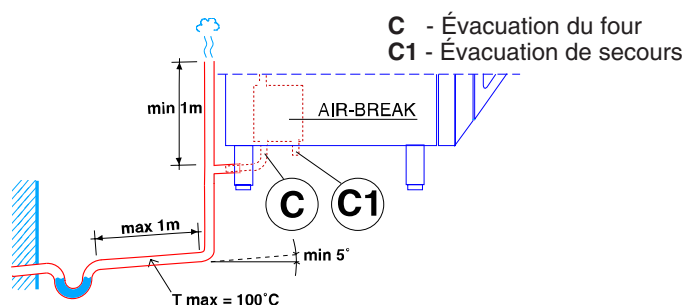 C - Évacuation du four
C1 - Évacuation de secours
min 1m
AIR-BREAK
C
C1
max 1m
min 5°
T max = 100°C